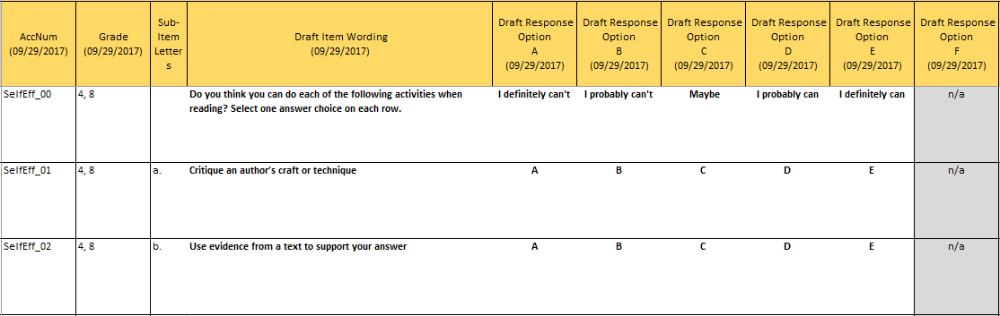 AccNum
(09/29/2017)
Grade
(09/29/2017)
Sub-
Item
Letter
s
Draft Item Wording
(09/29/2017)
Draft Response
Option
A
(09/29/2017)
Draft Response
Option
B
(09/29/2017)
Draft Response
Option
C
(09/29/2017)
Draft Response
Option
D
(09/29/2017)
Draft Response
Option
E
(09/29/2017)
Draft Response
Option
F
(09/29/2017)
SelfEff_00
4, 8
Do you think you can do each of the following activities when
reading? Select one answer choice on each row.
I definitely can't
I probably can't
Maybe
I probably can
I definitely can
n/a
SelfEff_01
4, 8
a.
Critique an author's craft or technique
A
B
C
D
E
n/a
SelfEff_02
4, 8
b.
Use evidence from a text to support your answer
A
B
C
D
E
n/a